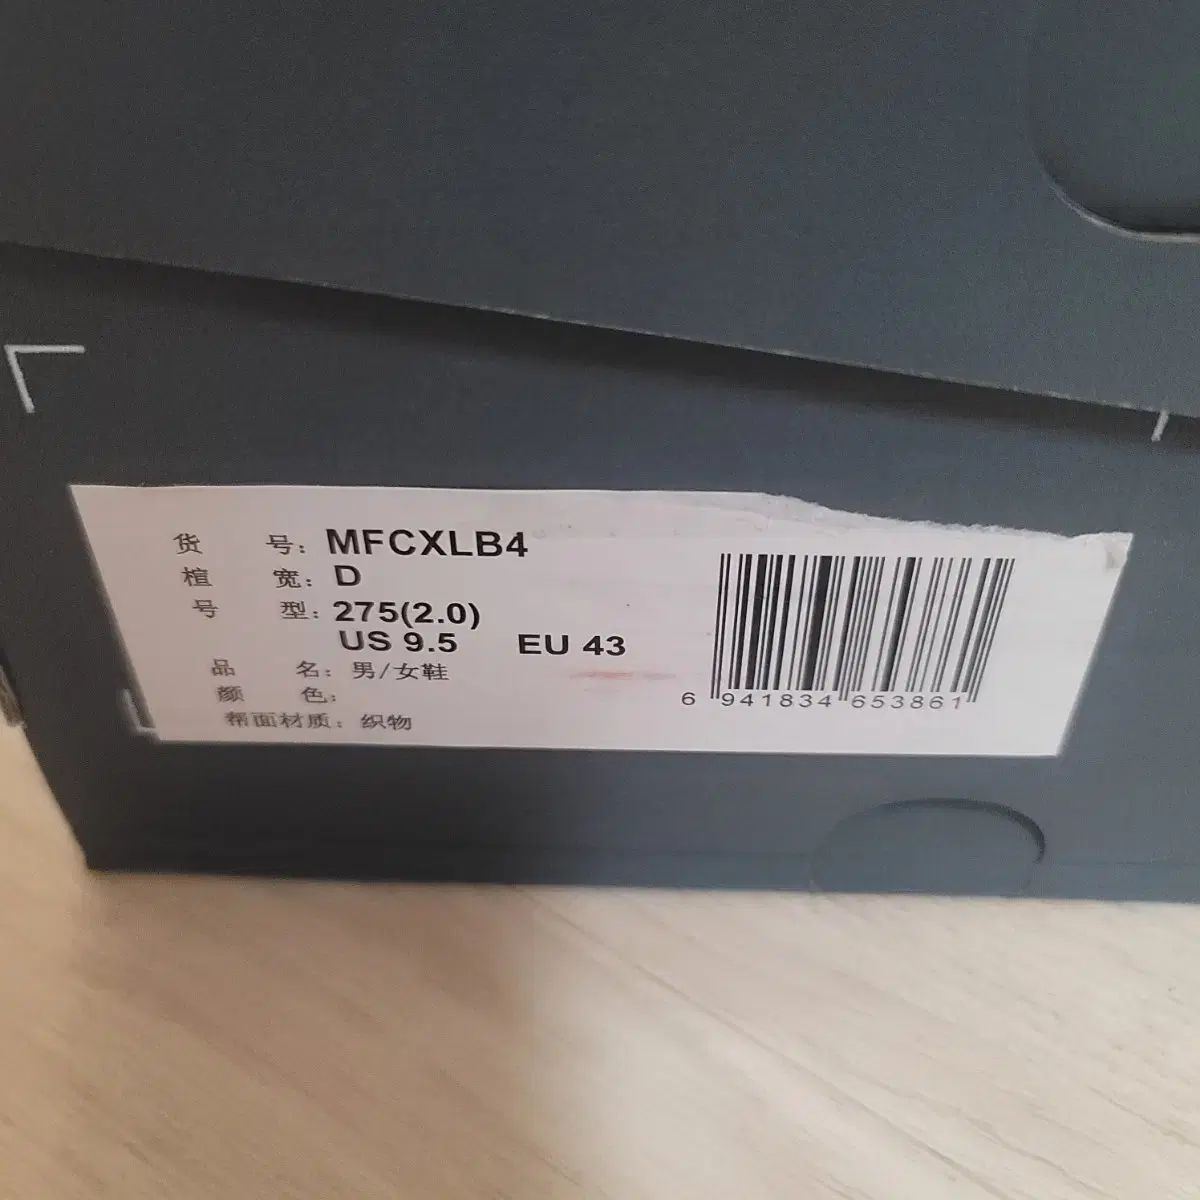 货 号: MFCXLB4
楦 宽: D
号 型: 275(2.0)
US 9.5 EU 43
品 名: 男/女鞋
颜 色:
帮面材质: 织物
6 941834 653861